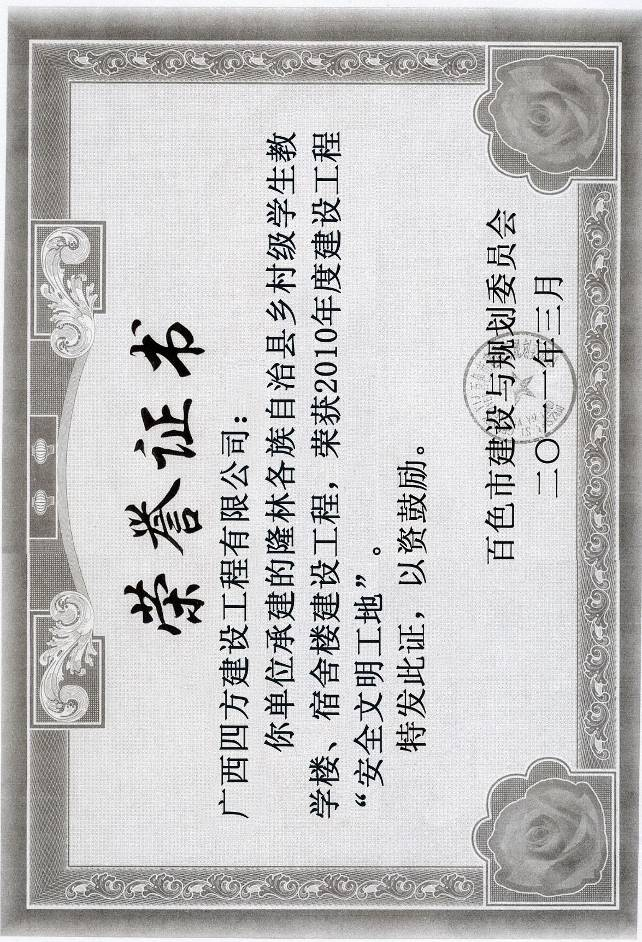 荣誉证书
广西四方建设工程有限公司：
你单位承建的隆林各族自治县乡村级学生教
学楼、宿舍楼建设工程，荣获2010年度建设工程
“安全文明工地”。
特发此证，以资鼓励。
百色市建设与规划委员会
二〇一一年三月